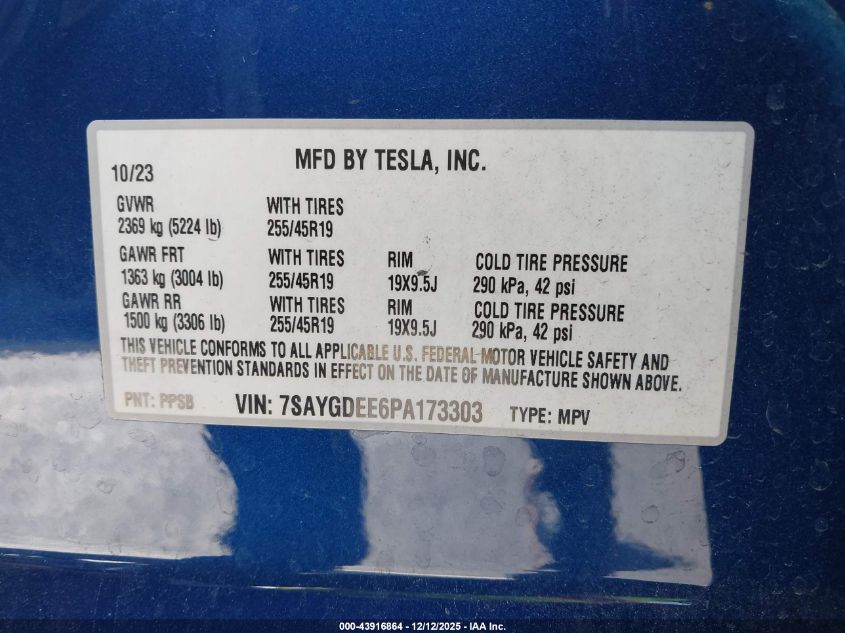 MFD BY TESLA, INC.
10/23
GVWR WITH TIRES
2369 kg (5224 lb) 255/45R19
GAWR FRT WITH TIRES RIM COLD TIRE PRESSURE
1363 kg (3004 lb) 255/45R19 19X9.5J 290 kPa, 42 psi
GAWR RR WITH TIRES RIM COLD TIRE PRESSURE
1500 kg (3306 lb) 255/45R19 19X9.5J 290 kPa, 42 psi
THIS VEHICLE CONFORMS TO ALL APPLICABLE U.S. FEDERAL MOTOR VEHICLE SAFETY AND
THEFT PREVENTION STANDARDS IN EFFECT ON THE DATE OF MANUFACTURE SHOWN ABOVE.
PNT: PPSB VIN: 7SAYGDEE6PA173303 TYPE: MPV
000-43916864 - 12/12/2025 - IAA Inc.